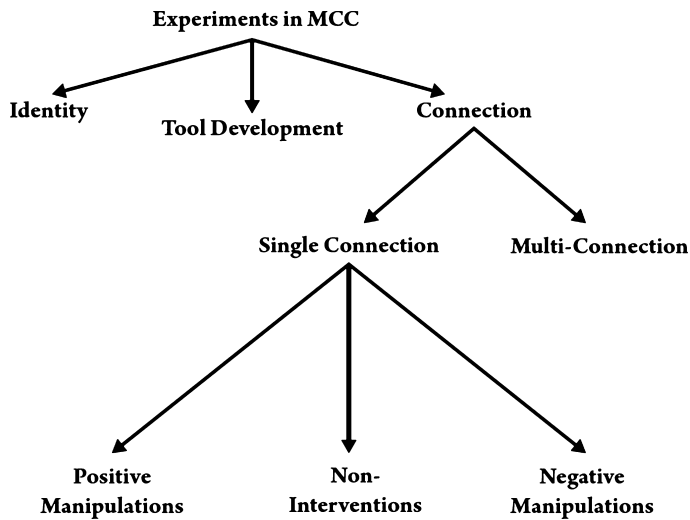 Experiments in MCC
Identity
Tool Development
Connection
Single Connection
Multi-Connection
Positive
Manipulations
Non-
Interventions
Negative
Manipulations